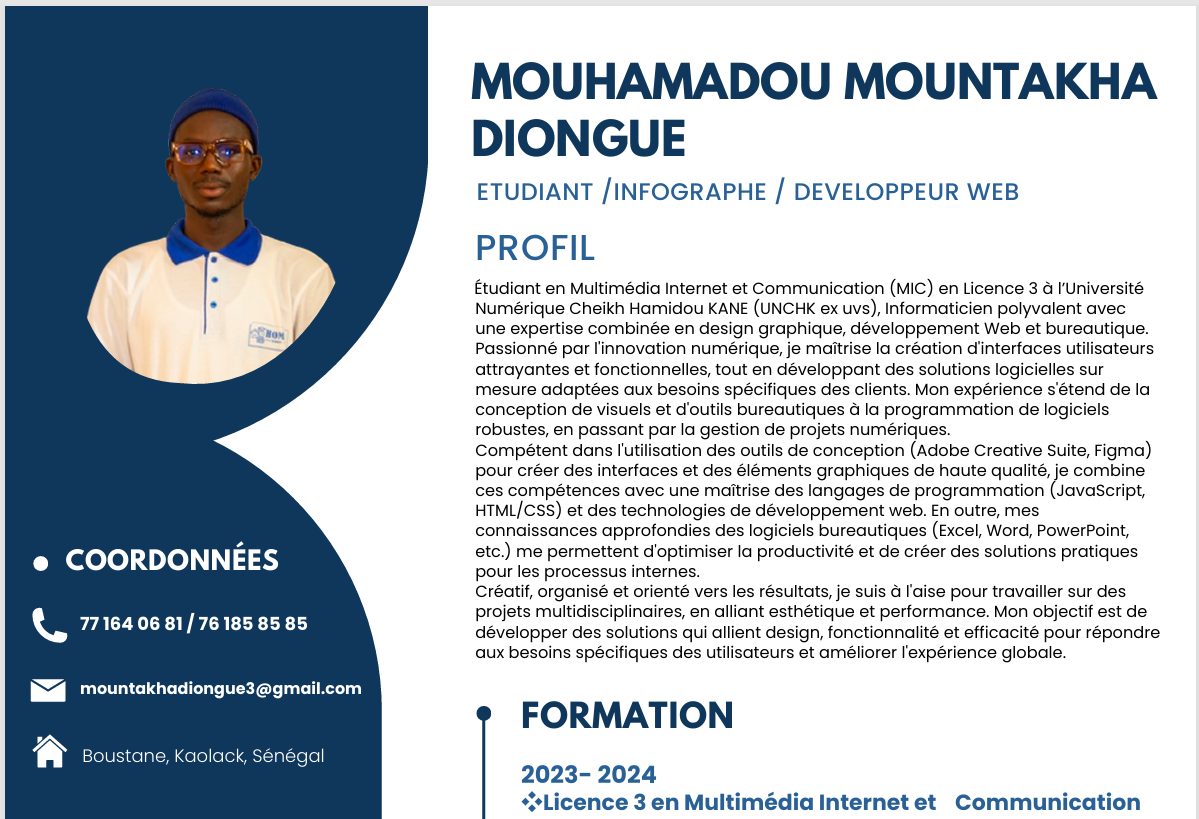 MOUHAMADOU MOUNTAKHA
DIONGUE
ETUDIANT /INFOGRAPHE / DEVELOPPEUR WEB
PROFIL
Étudiant en Multimédia Internet et Communication (MIC) en Licence 3 à l’Université
Numérique Cheikh Hamidou KANE (UNCHK ex uvs), Informaticien polyvalent avec
une expertise combinée en design graphique, développement Web et bureautique.
Passionné par l'innovation numérique, je maîtrise la création d'interfaces utilisateurs
attrayantes et fonctionnelles, tout en développant des solutions logicielles sur
mesure adaptées aux besoins spécifiques des clients. Mon expérience s'étend de la
conception de visuels et d'outils bureautiques à la programmation de logiciels
robustes, en passant par la gestion de projets numériques.
Compétent dans l'utilisation des outils de conception (Adobe Creative Suite, Figma)
pour créer des interfaces et des éléments graphiques de haute qualité, je combine
ces compétences avec une maîtrise des langages de programmation (JavaScript,
HTML/CSS) et des technologies de développement web. En outre, mes
connaissances approfondies des logiciels bureautiques (Excel, Word, PowerPoint,
etc.) me permettent d'optimiser la productivité et de créer des solutions pratiques
pour les processus internes.
Créatif, organisé et orienté vers les résultats, je suis à l'aise pour travailler sur des
projets multidisciplinaires, en alliant esthétique et performance. Mon objectif est de
développer des solutions qui allient design, fonctionnalité et efficacité pour répondre
aux besoins spécifiques des utilisateurs et améliorer l'expérience globale.
FORMATION
2023- 2024
❖Licence 3 en Multimédia Internet et Communication
COORDONNÉES
77 164 06 81 / 76 185 85 85
mountakhadiongue3@gmail.com
Boustane, Kaolack, Sénégal